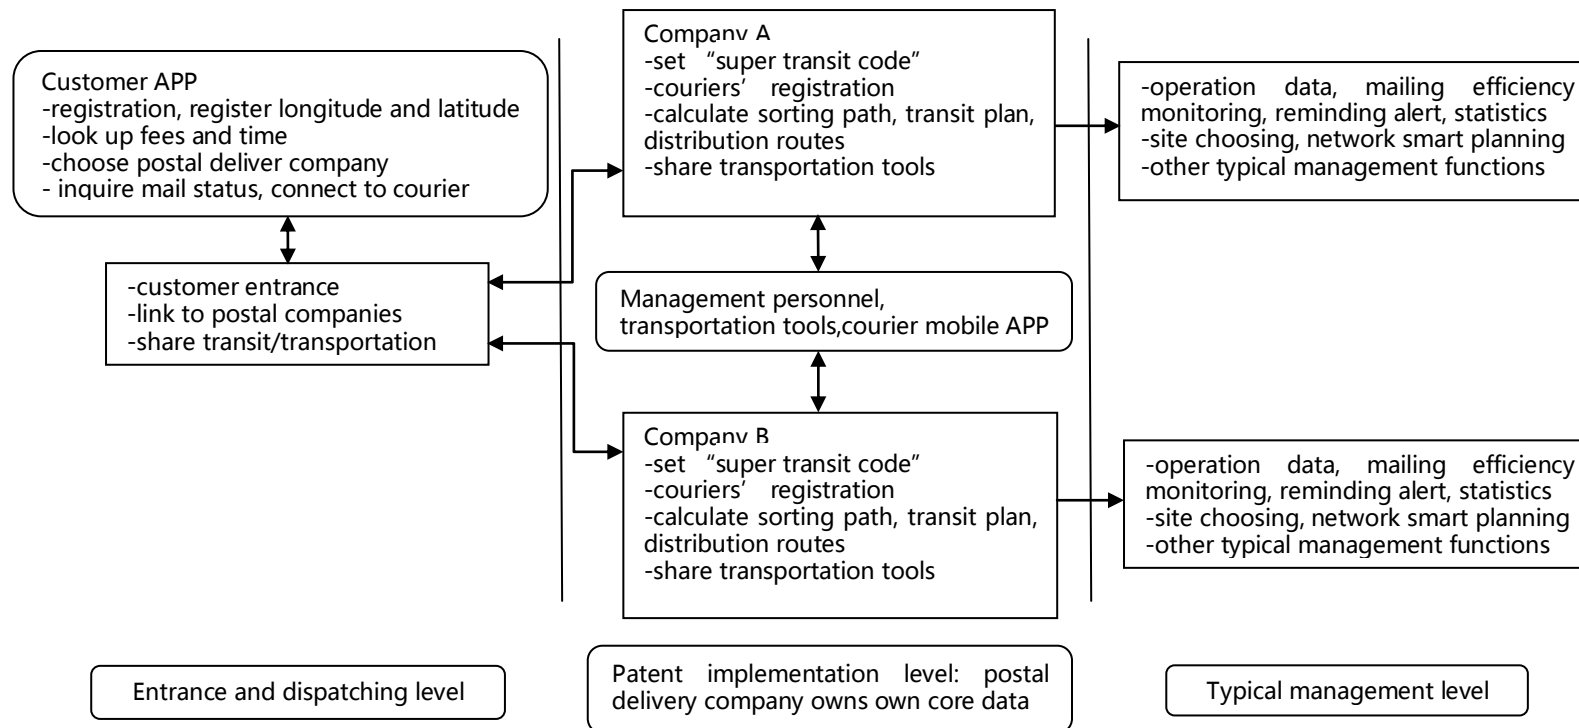 Customer APP
-registration, register longitude and latitude
-look up fees and time
-choose postal deliver company
- inquire mail status, connect to courier
-customer entrance
-link to postal companies
-share transit/transportation
Company A
-set “super transit code”
-couriers’ registration
-calculate sorting path, transit plan,
distribution routes
-share transportation tools
Management personnel,
transportation tools,courier mobile APP
Company B
-set “super transit code”
-couriers’ registration
-calculate sorting path, transit plan,
distribution routes
-share transportation tools
-operation data, mailing efficiency
monitoring, reminding alert, statistics
-site choosing, network smart planning
-other typical management functions
-operation data, mailing efficiency
monitoring, reminding alert, statistics
-site choosing, network smart planning
-other typical management functions
Entrance and dispatching level
Patent implementation level: postal
delivery company owns own core data
Typical management level